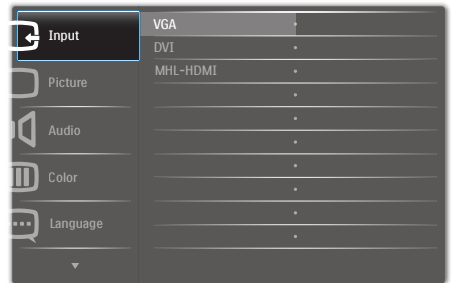 Input
Picture
Audio
Color
Language
VGA
DVI
MHL-HDMI